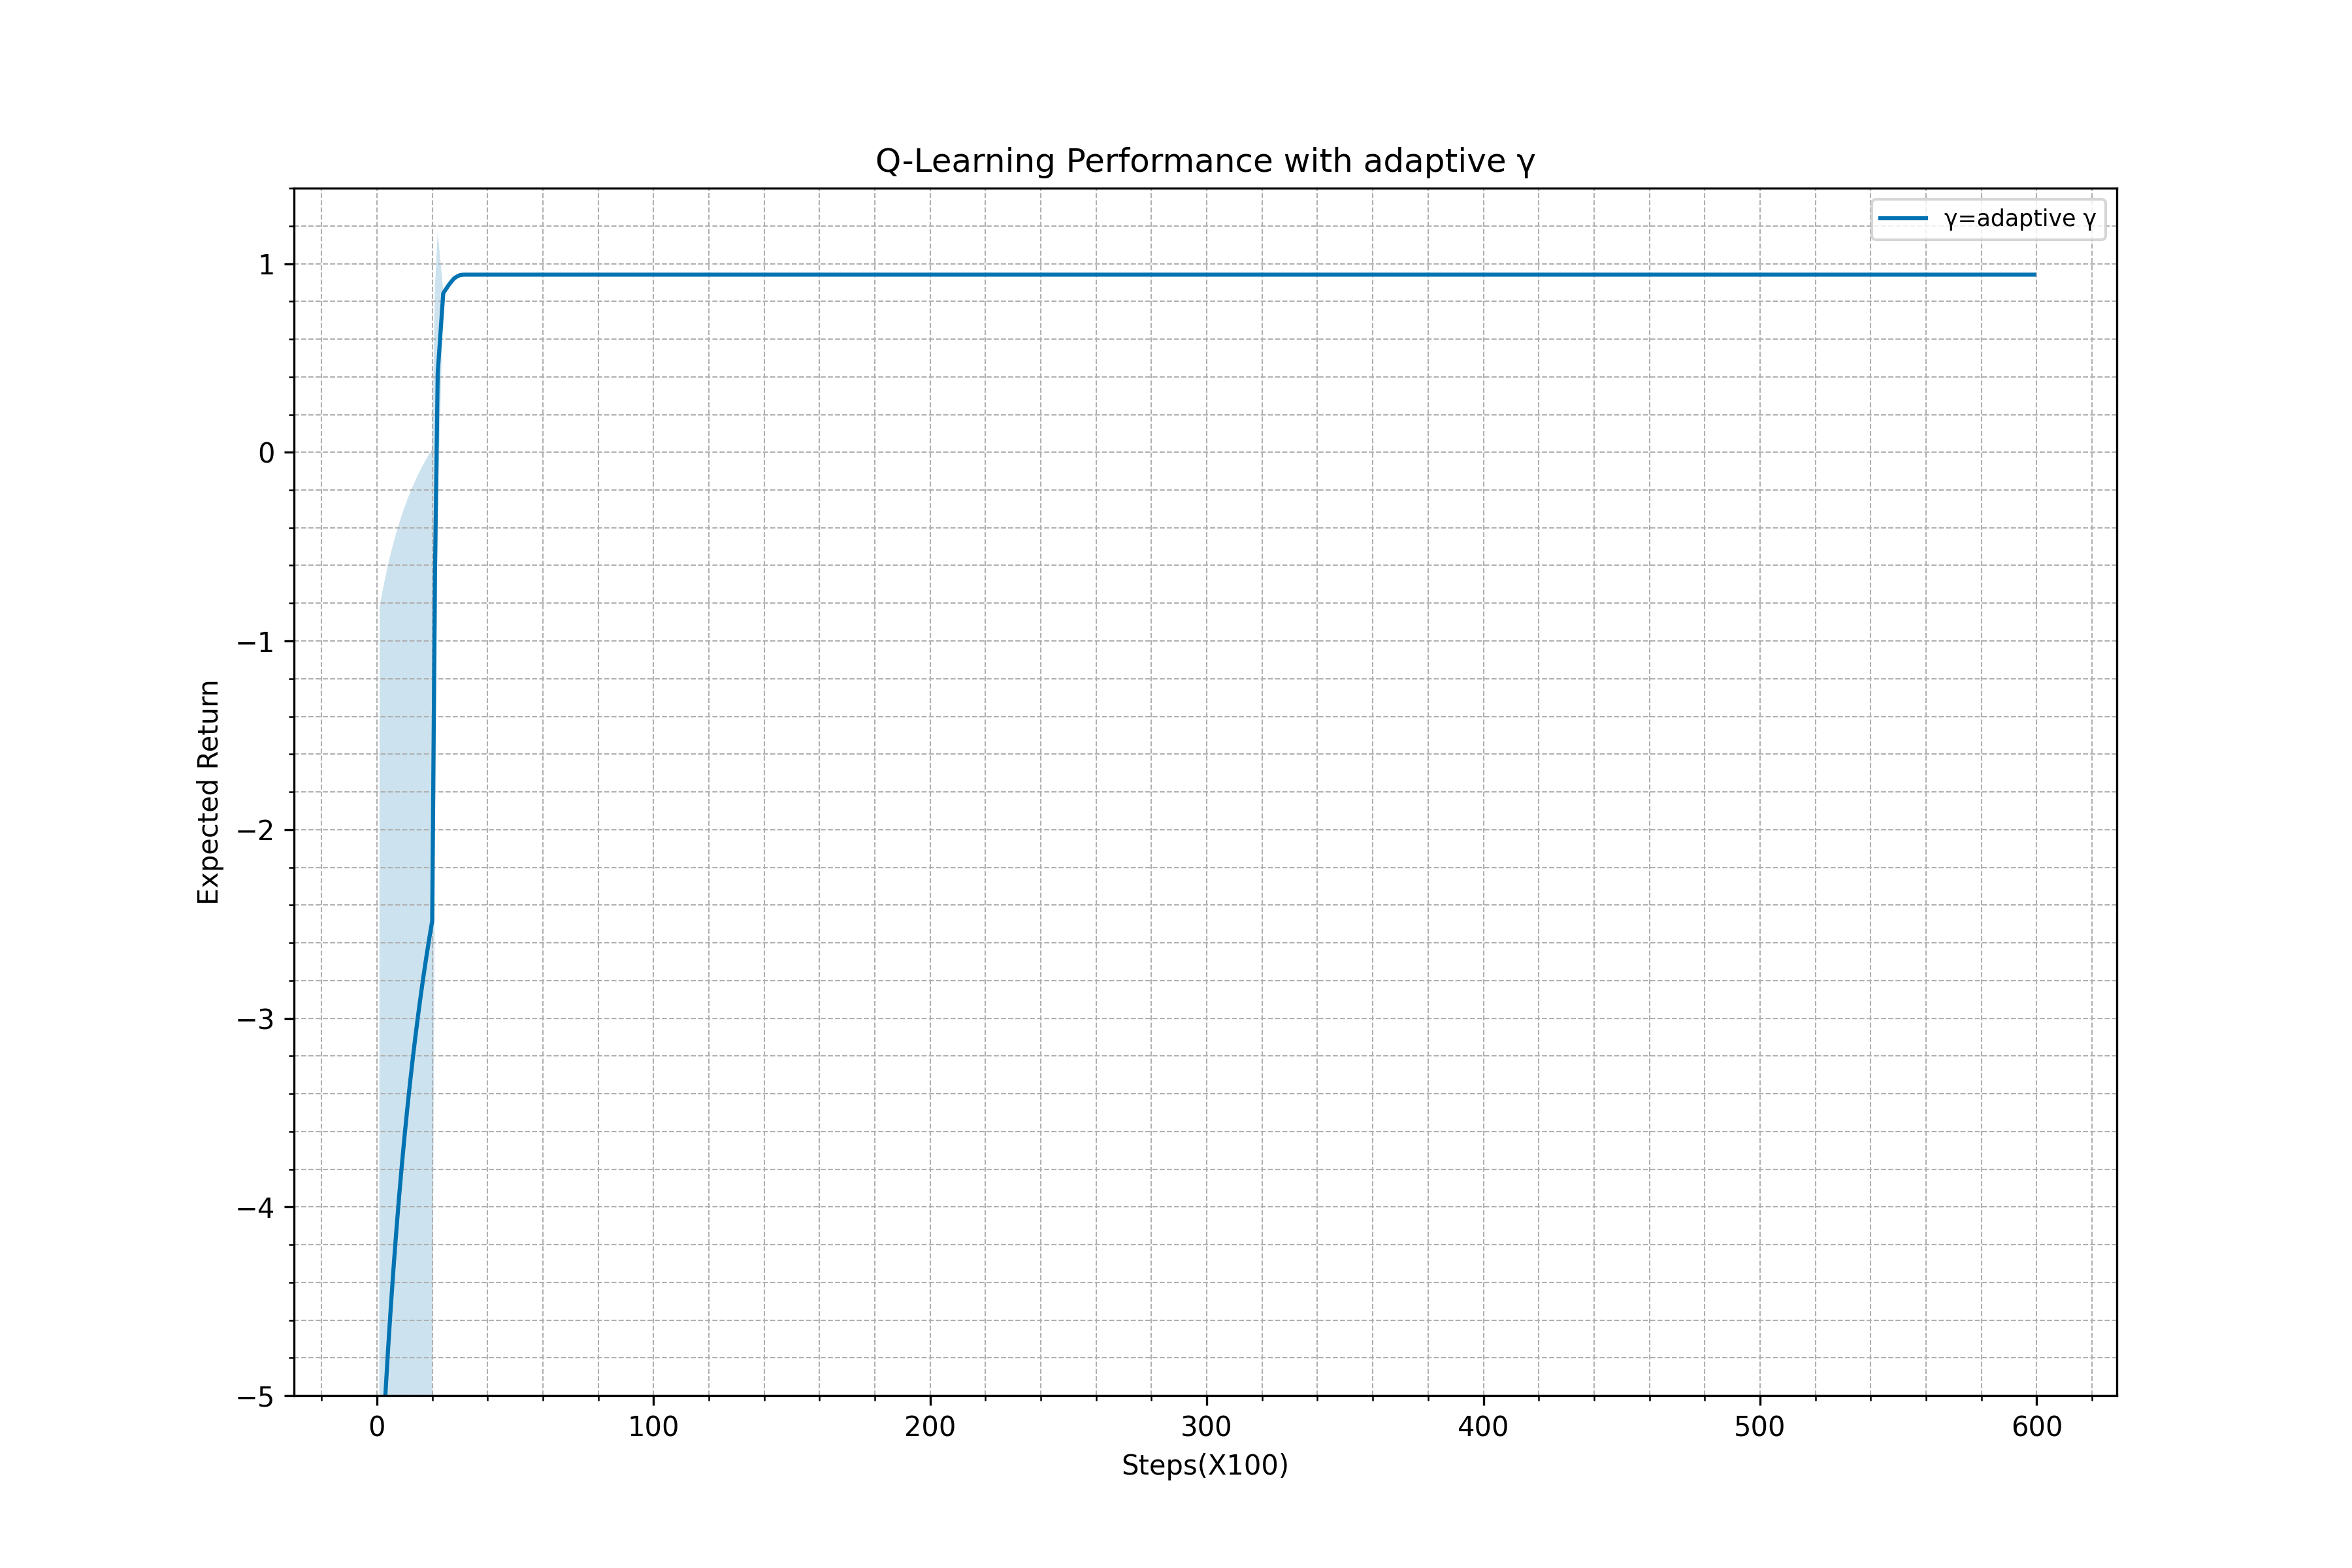 Q-Learning Performance with adaptive γ
γ=adaptive γ
1
0
−1
−2
−3
−4
−5
Expected Return
0 100 200 300 400 500 600
Steps(X100)